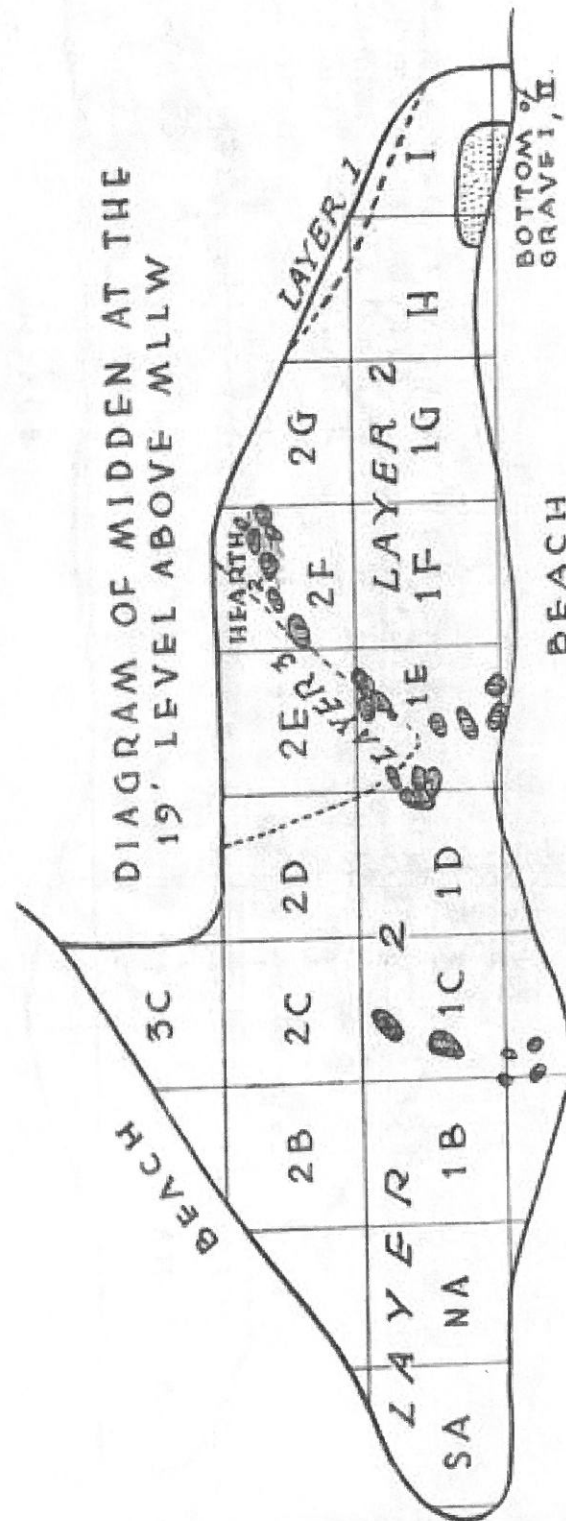 DIAGRAM OF MIDDEN AT THE
19' LEVEL ABOVE MLLW
BEACH
3C
LAYER 1
2B
2C
2D
2E
2F
2G
HEARTH
2
LAYER 3
LAYER 2
LAYER 2
SA
NA
1B
1C
1D
1E
1F
1G
H
I
BEACH
BOTTOM of
GRAVE I, II